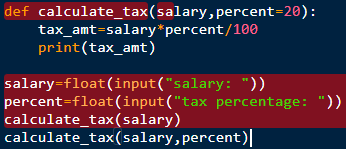 def calculate_tax(salary,percent=20):
    tax_amt=salary*percent/100
    print(tax_amt)
salary=float(input("salary: "))
percent=float(input("tax percentage: "))
calculate_tax(salary)
calculate_tax(salary,percent)